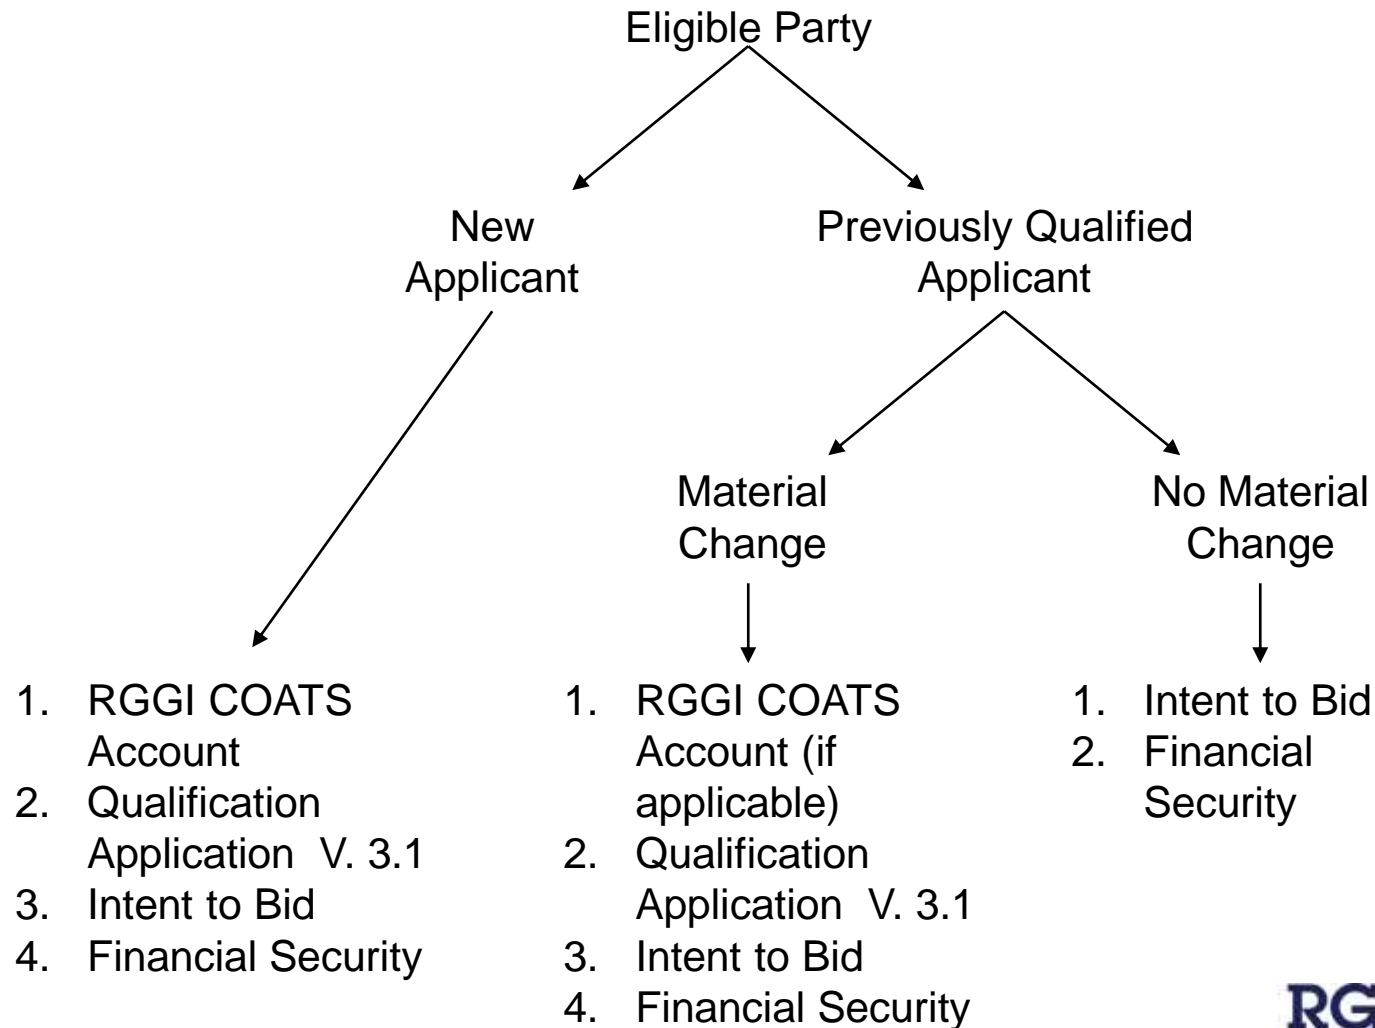 Eligible Party
New
Applicant
Previously Qualified
Applicant
Material
Change
No Material
Change
1. RGGI COATS
Account
2. Qualification
Application V. 3.1
3. Intent to Bid
4. Financial Security
1. RGGI COATS
Account (if
applicable)
2. Qualification
Application V. 3.1
3. Intent to Bid
4. Financial Security
1. Intent to Bid
2. Financial
Security
RG